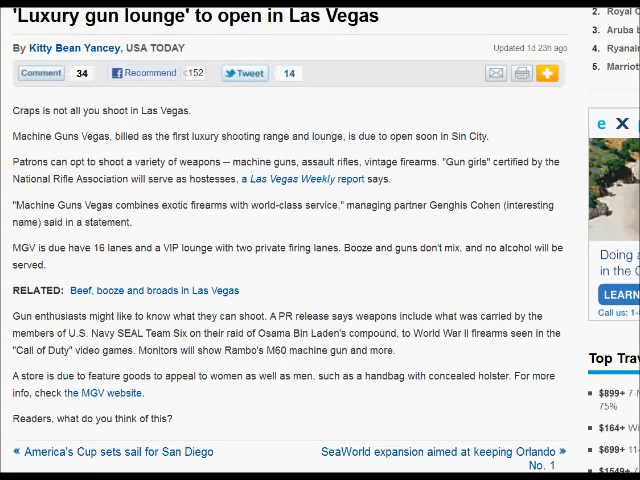 'Luxury gun lounge' to open in Las Vegas
By Kitty Bean Yancey, USA TODAY
Updated 1d 23h ago
Comment 34 Recommend 152 Tweet 14
Craps is not all you shoot in Las Vegas.
Machine Guns Vegas, billed as the first luxury shooting range and lounge, is due to open soon in Sin City.
Patrons can opt to shoot a variety of weapons -- machine guns, assault rifles, vintage firearms. "Gun girls" certified by the
National Rifle Association will serve as hostesses, a Las Vegas Weekly report says.
"Machine Guns Vegas combines exotic firearms with world-class service," managing partner Genghis Cohen (interesting
name) said in a statement.
MGV is due have 16 lanes and a VIP lounge with two private firing lanes. Booze and guns don't mix, and no alcohol will be
served.
RELATED: Beef, booze and broads in Las Vegas
Gun enthusiasts might like to know what they can shoot. A PR release says weapons include what was carried by the
members of U.S. Navy SEAL Team Six on their raid of Osama Bin Laden's compound, to World War II firearms seen in the
"Call of Duty" video games. Monitors will show Rambo's M60 machine gun and more.
A store is due to feature goods to appeal to women as well as men, such as a handbag with concealed holster. For more
info, check the MGV website.
Readers, what do you think of this?
« America's Cup sets sail for San Diego
SeaWorld expansion aimed at keeping Orlando »
No. 1
2. Royal C
3. Aruba b
4. Ryanair
5. Marriott
e X
Doing a
in the C
LEARN
Call us: 1-
Top Trav
$899+ 7-
75%
$164+ Wi
$699+ 11-
$1549+ 7